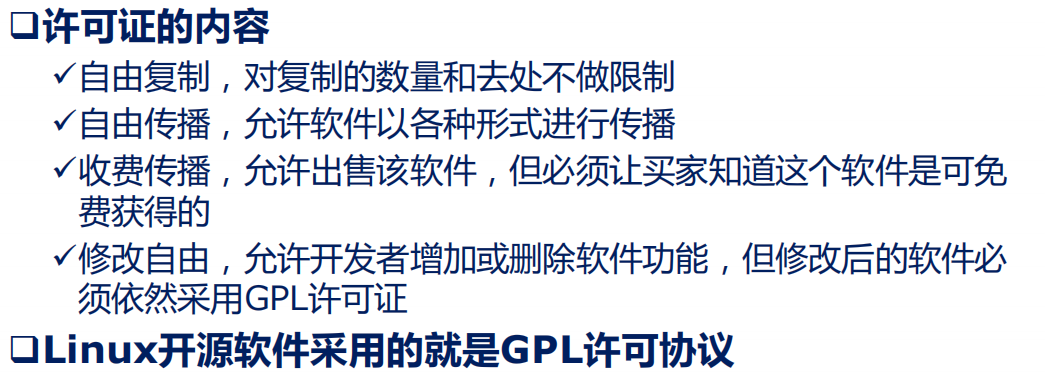 ❑许可证的内容
✓自由复制，对复制的数量和去处不做限制
✓自由传播，允许软件以各种形式进行传播
✓收费传播，允许出售该软件，但必须让买家知道这个软件是可免
费获得的
✓修改自由，允许开发者增加或删除软件功能，但修改后的软件必
须依然采用GPL许可证
❑Linux开源软件采用的就是GPL许可协议